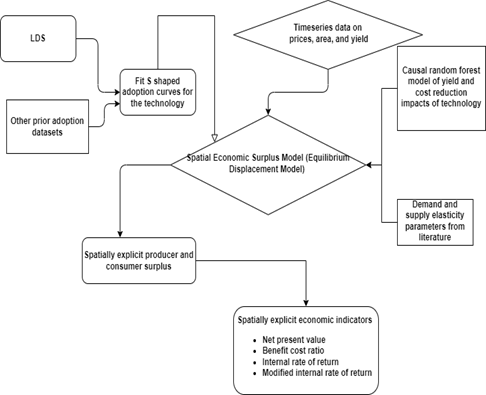 LDS
Timeseries data on
prices, area, and yield
Fit S shaped
adoption curves for
the technology
Causal random forest
model of yield and
cost reduction
impacts of technology
Other prior adoption
datasets
Spatial Economic Surplus Model (Equilibrium
Displacement Model)
Demand and
supply elasticity
parameters from
literature
Spatially explicit producer and
consumer surplus
Spatially explicit economic indicators
• Net present value
• Benefit cost ratio
• Internal rate of return
• Modified internal rate of return